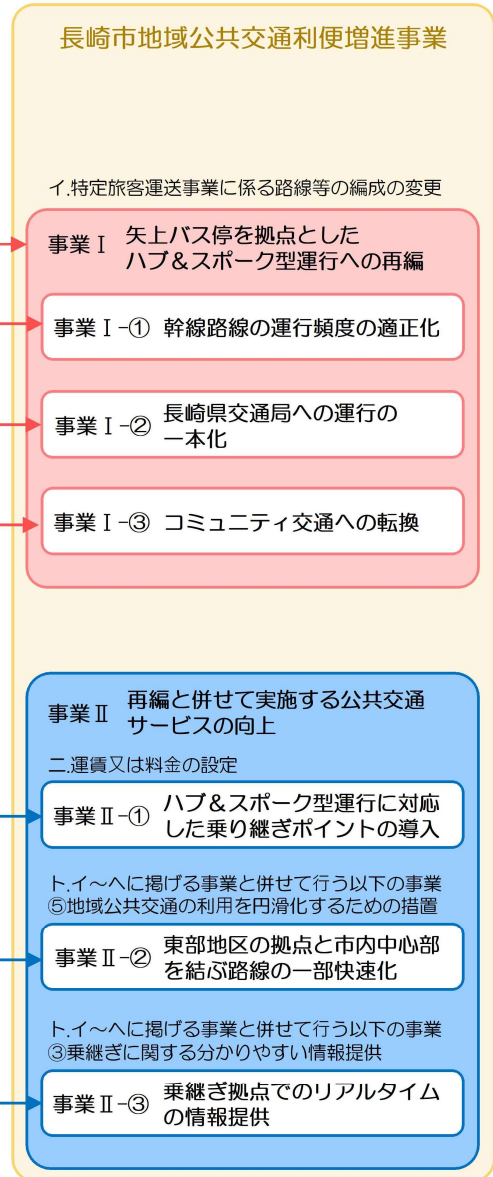 長崎市地域公共交通利便増進事業
イ.特定旅客運送事業に係る路線等の編成の変更
事業Ⅰ 矢上バス停を拠点とした
ハブ&スポーク型運行への再編
事業Ⅰ-① 幹線路線の運行頻度の適正化
事業Ⅰ-② 長崎県交通局への運行の
一本化
事業Ⅰ-③ コミュニティ交通への転換
事業Ⅱ 再編と併せて実施する公共交通
サービスの向上
ニ.運賃又は料金の設定
事業Ⅱ-① ハブ&スポーク型運行に対応
した乗り継ぎポイントの導入
ト.イ~ヘに掲げる事業と併せて行う以下の事業
⑤地域公共交通の利用を円滑化するための措置
事業Ⅱ-② 東部地区の拠点と市内中心部
を結ぶ路線の一部快速化
ト.イ~ヘに掲げる事業と併せて行う以下の事業
③乗継ぎに関する分かりやすい情報提供
事業Ⅱ-③ 乗継ぎ拠点でのリアルタイム
の情報提供